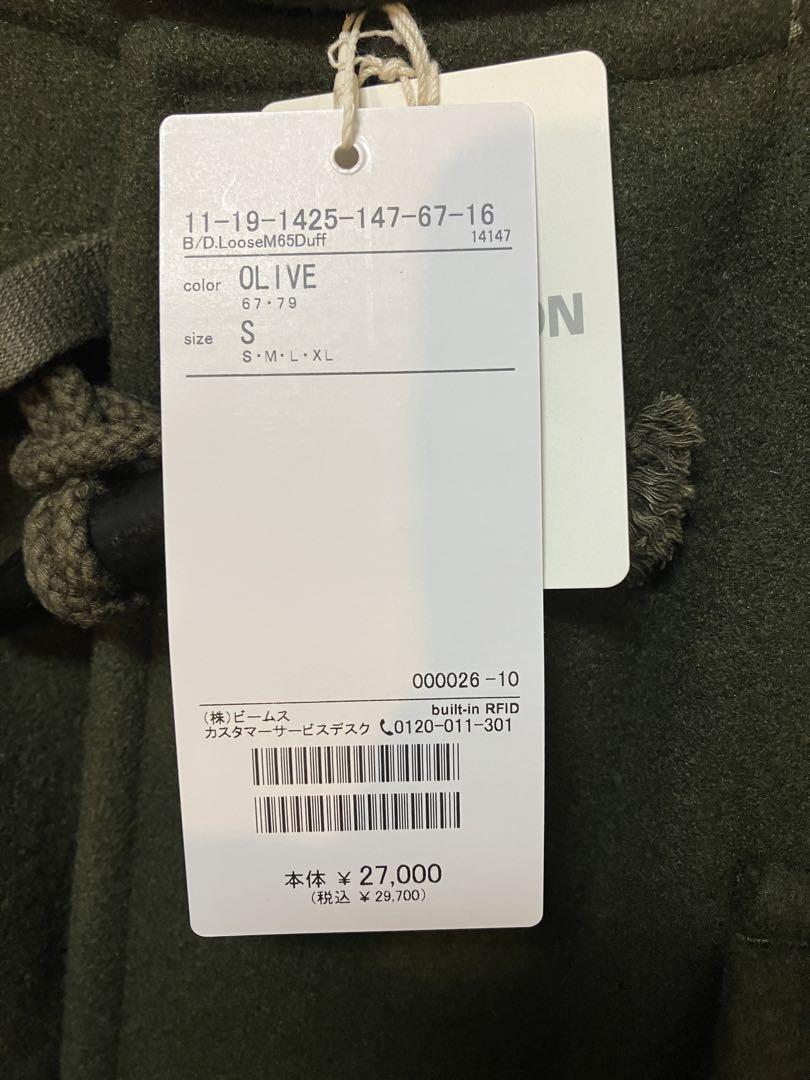 11-19-1425-147-67-16
B/D.LooseM65Duff 14147
color OLIVE
67・79
size S
S・M・L・XL
ON
000026-10
built-in RFID
(株)ビームス
カスタマーサービスデスク 0120-011-301
本体 ¥ 27,000
(税込 ¥ 29,700)